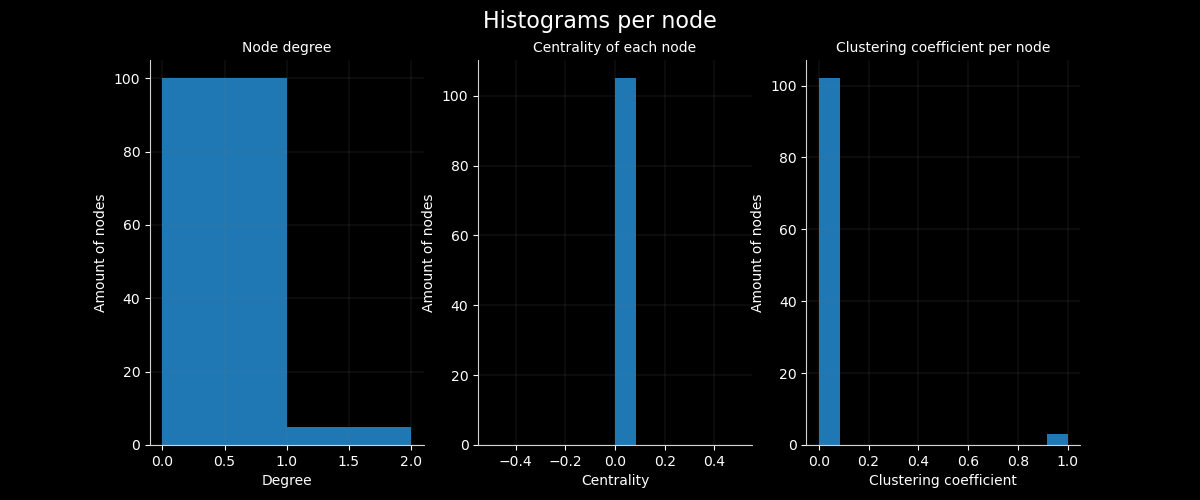 Histograms per node
Node degree
Amount of nodes
100
80
60
40
20
0
0.0 0.5 1.0 1.5 2.0
Degree
Centrality of each node
Amount of nodes
100
80
60
40
20
0
−0.4 −0.2 0.0 0.2 0.4
Centrality
Clustering coefficient per node
Amount of nodes
100
80
60
40
20
0
0.0 0.2 0.4 0.6 0.8 1.0
Clustering coefficient